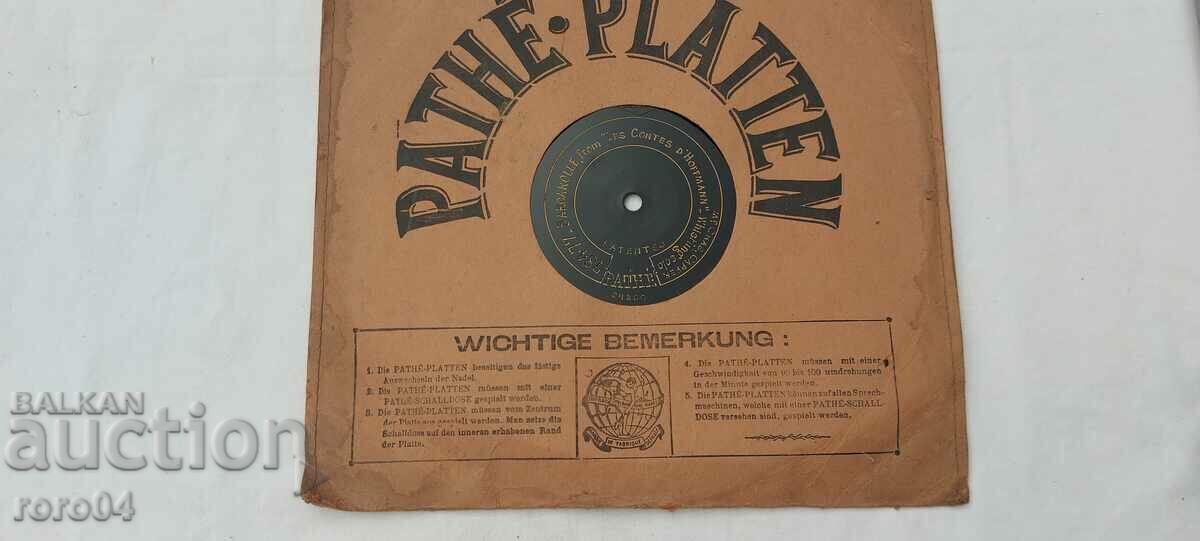 PATHÉ·PLATTEN
BARCAROLLE from "LES CONTES D'HOFFMANN" - Whistling solo
PATENTED
PATHÉ
WICHTIGE BEMERKUNG:
1. Die PATHÉ-PLATTEN beseitigen das lästige
Auswechseln der Nadel.
2. Die PATHÉ-PLATTEN müssen mit einer
PATHÉ-SCHALLDOSE gespielt werden.
3. Die PATHÉ-PLATTEN müssen vom Zentrum
der Platte aus gespielt werden. Man setze die
Schalldose auf den inneren erhabenen Rand
der Platte.
DE FABRIQUE
4. Die PATHÉ-PLATTEN müssen mit einer
Geschwindigkeit von 90 bis 100 umdrehungen
in der Minute gespielt werden.
5. Die PATHÉ-PLATTEN können auf allen Sprech-
maschinen, welche mit einer PATHÉ-SCHALL-
DOSE versehen sind, gespielt werden,
BALKAN
auction
roro04